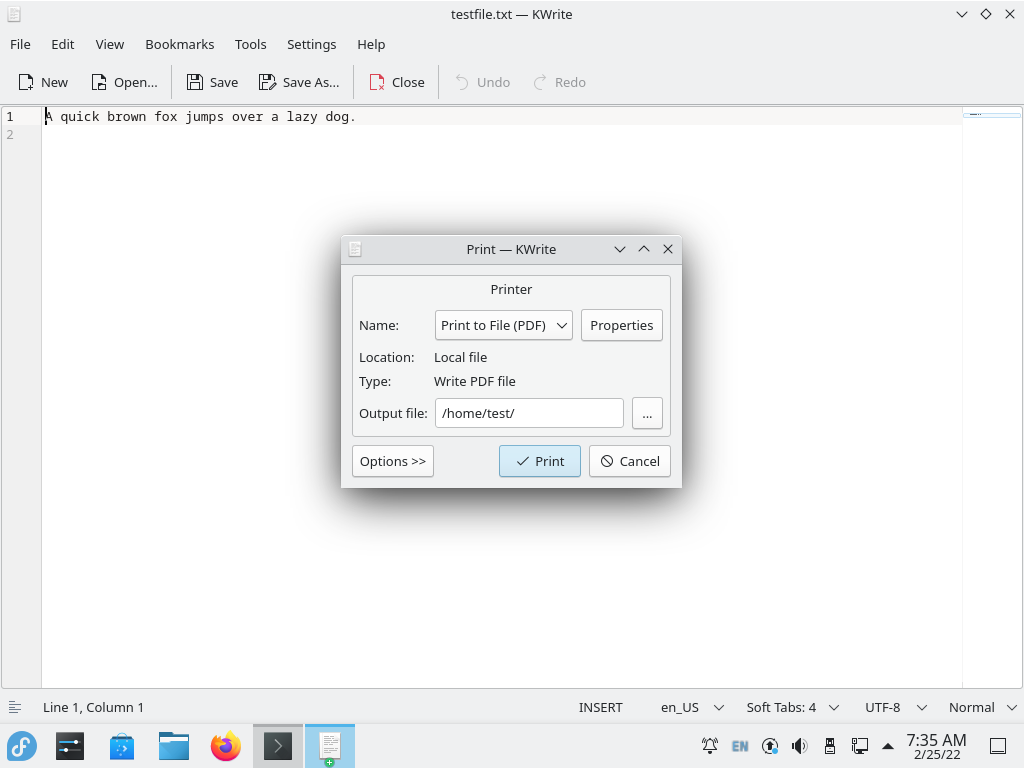 testfile.txt — KWrite
File Edit View Bookmarks Tools Settings Help
New Open... Save Save As... Close Undo Redo
1 A quick brown fox jumps over a lazy dog.
2
Print — KWrite
Printer
Name: Print to File (PDF) Properties
Location: Local file
Type: Write PDF file
Output file: /home/test/ ...
Options >> Print Cancel
Line 1, Column 1 INSERT en_US Soft Tabs: 4 UTF-8 Normal
EN 7:35 AM
2/25/22